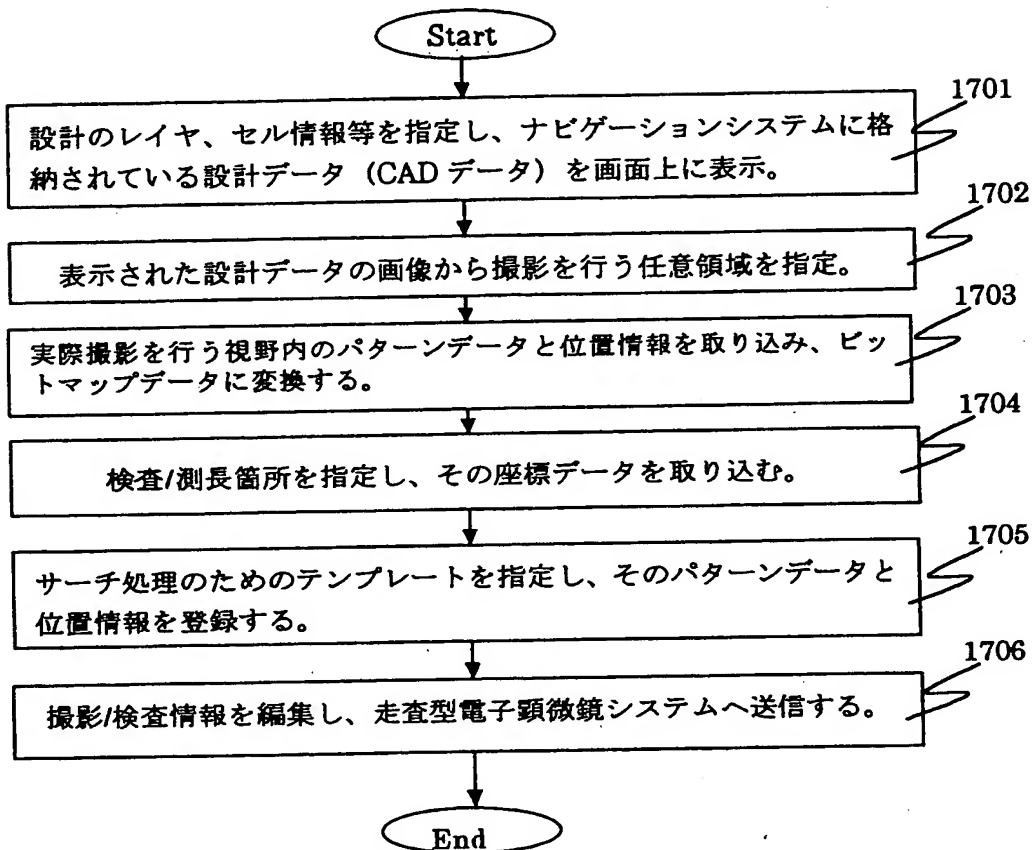 Start
1701
設計のレイヤ、セル情報等を指定し、ナビゲーションシステムに格
納されている設計データ（CADデータ）を画面上に表示。
1702
表示された設計データの画像から撮影を行う任意領域を指定。
1703
実際撮影を行う視野内のパターンデータと位置情報を取り込み、ビッ
トマップデータに変換する。
1704
検査/測長箇所を指定し、その座標データを取り込む。
1705
サーチ処理のためのテンプレートを指定し、そのパターンデータと
位置情報を登録する。
1706
撮影/検査情報を編集し、走査型電子顕微鏡システムへ送信する。
End